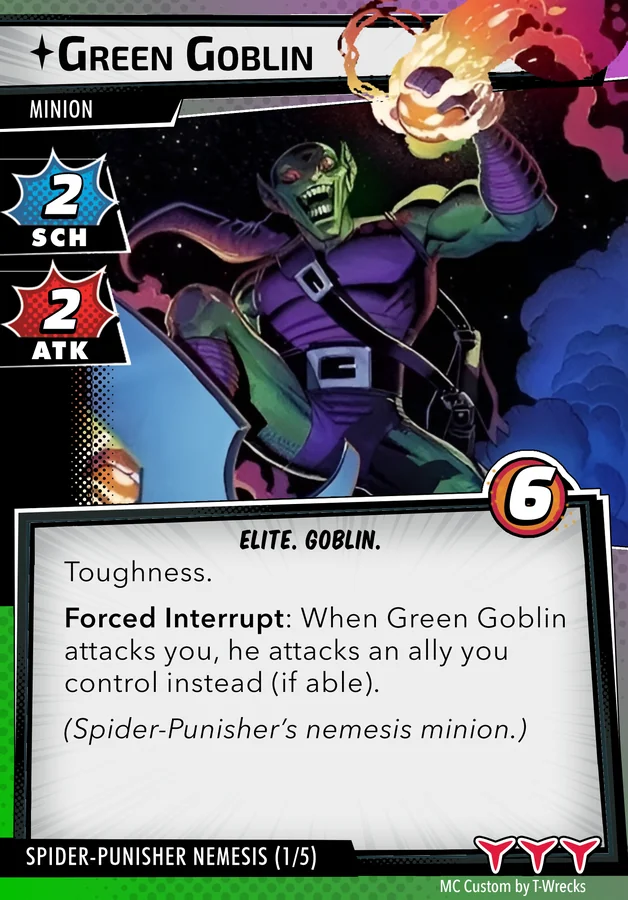 GREEN GOBLIN
MINION
2
SCH
2
ATK
6
ELITE. GOBLIN.
Toughness.
Forced Interrupt: When Green Goblin
attacks you, he attacks an ally you
control instead (if able).
(Spider-Punisher’s nemesis minion.)
SPIDER-PUNISHER NEMESIS (1/5)
MC Custom by T-Wrecks